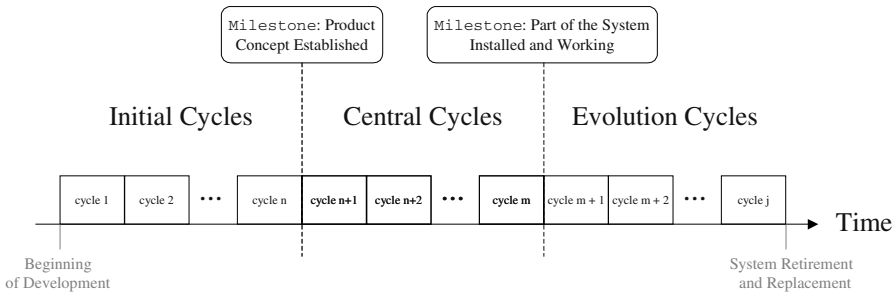 Milestone: Product
Concept Established
Milestone: Part of the System
Installed and Working
Initial Cycles
Central Cycles
Evolution Cycles
cycle 1
cycle 2
•••
cycle n
cycle n+1
cycle n+2
•••
cycle m
cycle m + 1
cycle m + 2
•••
cycle j
Time
Beginning
of Development
System Retirement
and Replacement